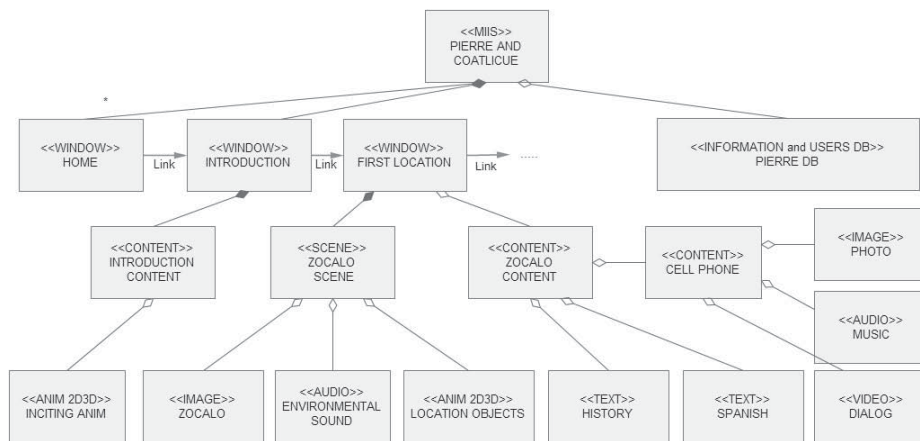 <<MIIS>>
PIERRE AND
COATLICUE
*
<<WINDOW>>
HOME
Link
<<WINDOW>>
INTRODUCTION
Link
<<WINDOW>>
FIRST LOCATION
Link
.....
<<INFORMATION and USERS DB>>
PIERRE DB
<<CONTENT>>
INTRODUCTION
CONTENT
<<SCENE>>
ZOCALO
SCENE
<<CONTENT>>
ZOCALO
CONTENT
<<CONTENT>>
CELL PHONE
<<IMAGE>>
PHOTO
<<AUDIO>>
MUSIC
<<ANIM 2D3D>>
INCITING ANIM
<<IMAGE>>
ZOCALO
<<AUDIO>>
ENVIRONMENTAL
SOUND
<<ANIM 2D3D>>
LOCATION OBJECTS
<<TEXT>>
HISTORY
<<TEXT>>
SPANISH
<<VIDEO>>
DIALOG